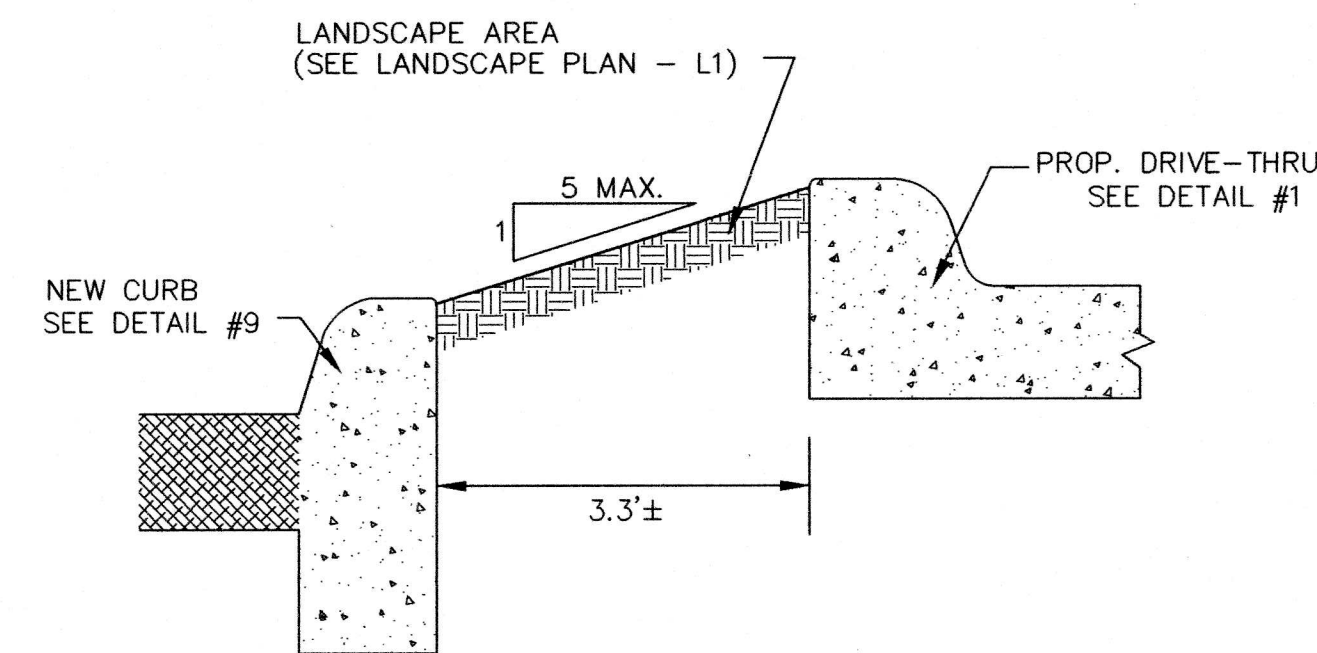 LANDSCAPE AREA
(SEE LANDSCAPE PLAN – L1)
PROP. DRIVE-THRU
SEE DETAIL #1
5 MAX.
1
NEW CURB
SEE DETAIL #9
3.3'±